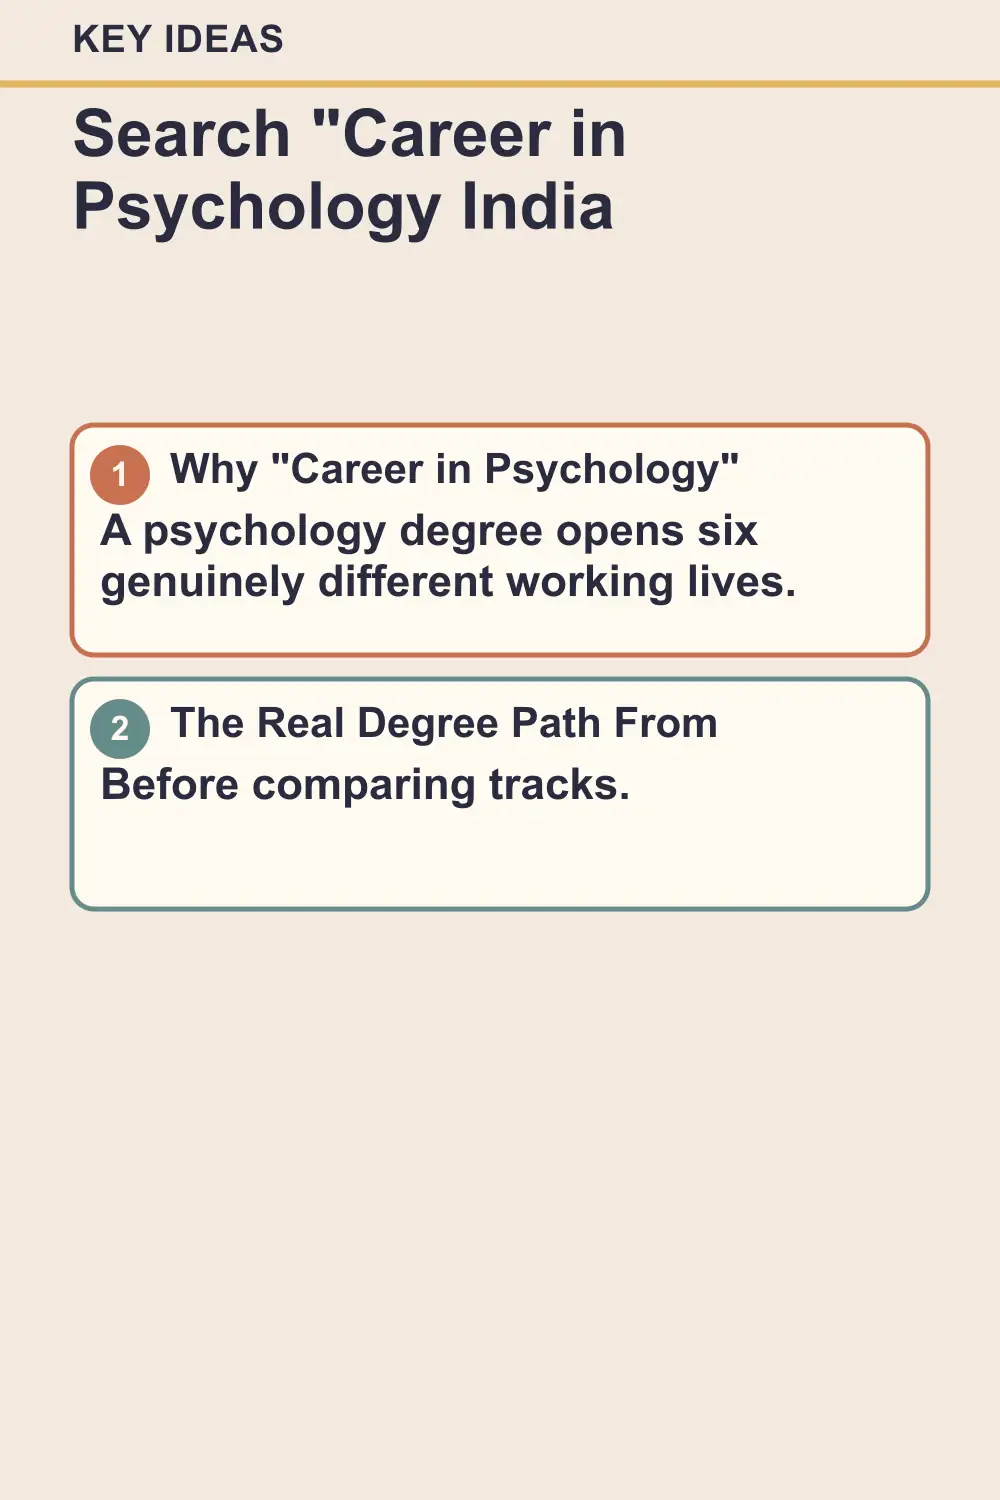 KEY IDEAS
Search "Career in
Psychology India
1 Why "Career in Psychology"
A psychology degree opens six
genuinely different working lives.
2 The Real Degree Path From
Before comparing tracks.